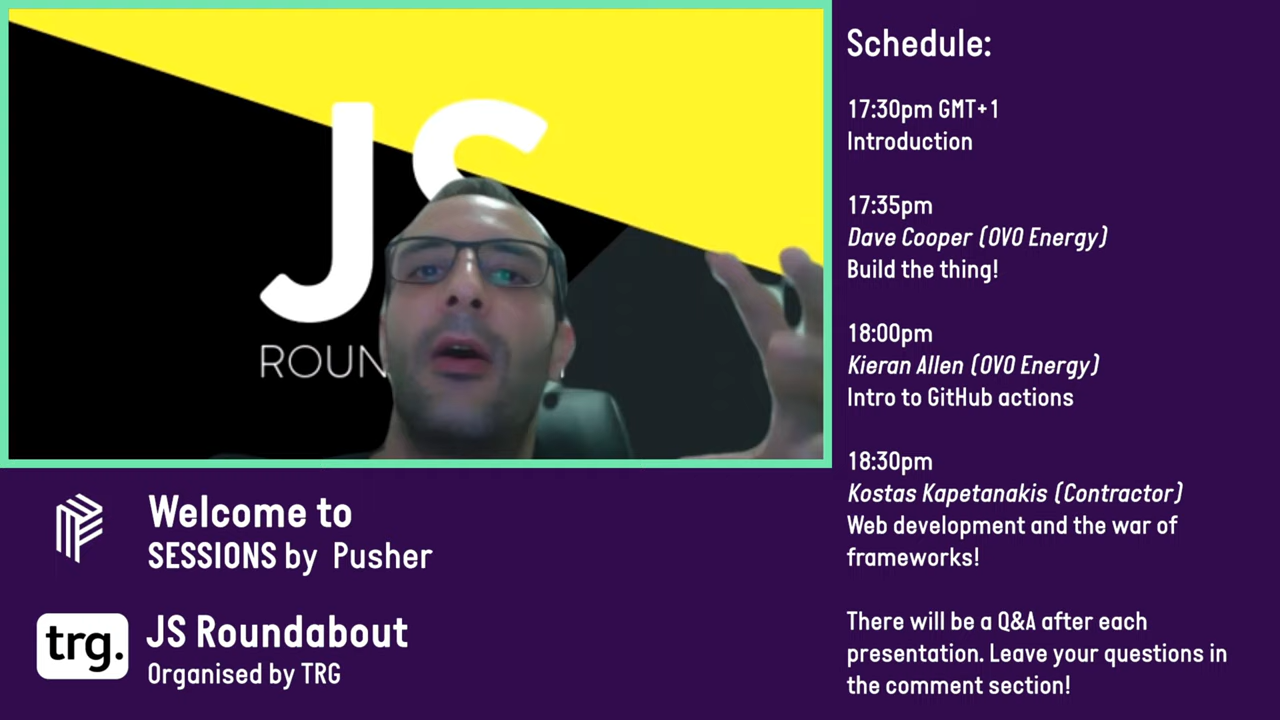 JS
ROUN
Schedule:
17:30pm GMT+1
Introduction
17:35pm
Dave Cooper (OVO Energy)
Build the thing!
18:00pm
Kieran Allen (OVO Energy)
Intro to GitHub actions
18:30pm
Kostas Kapetanakis (Contractor)
Web development and the war of
frameworks!
There will be a Q&A after each
presentation. Leave your questions in
the comment section!
Welcome to
SESSIONS by Pusher
trg.
JS Roundabout
Organised by TRG